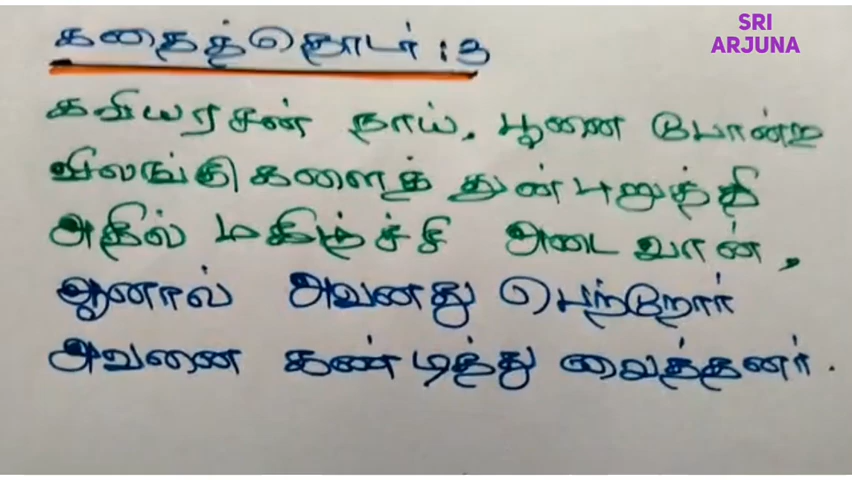 SRI
ARJUNA
கதைத்தொடர் : 3
கவியரசன் நாய், பூனை போன்ற
விலங்குகளைத் துன்புறுத்தி
அதில் மகிழ்ச்சி அடைவான்,
ஆனால் அவனது பெற்றோர்
அவனை கண்டித்து வைத்தனர்.